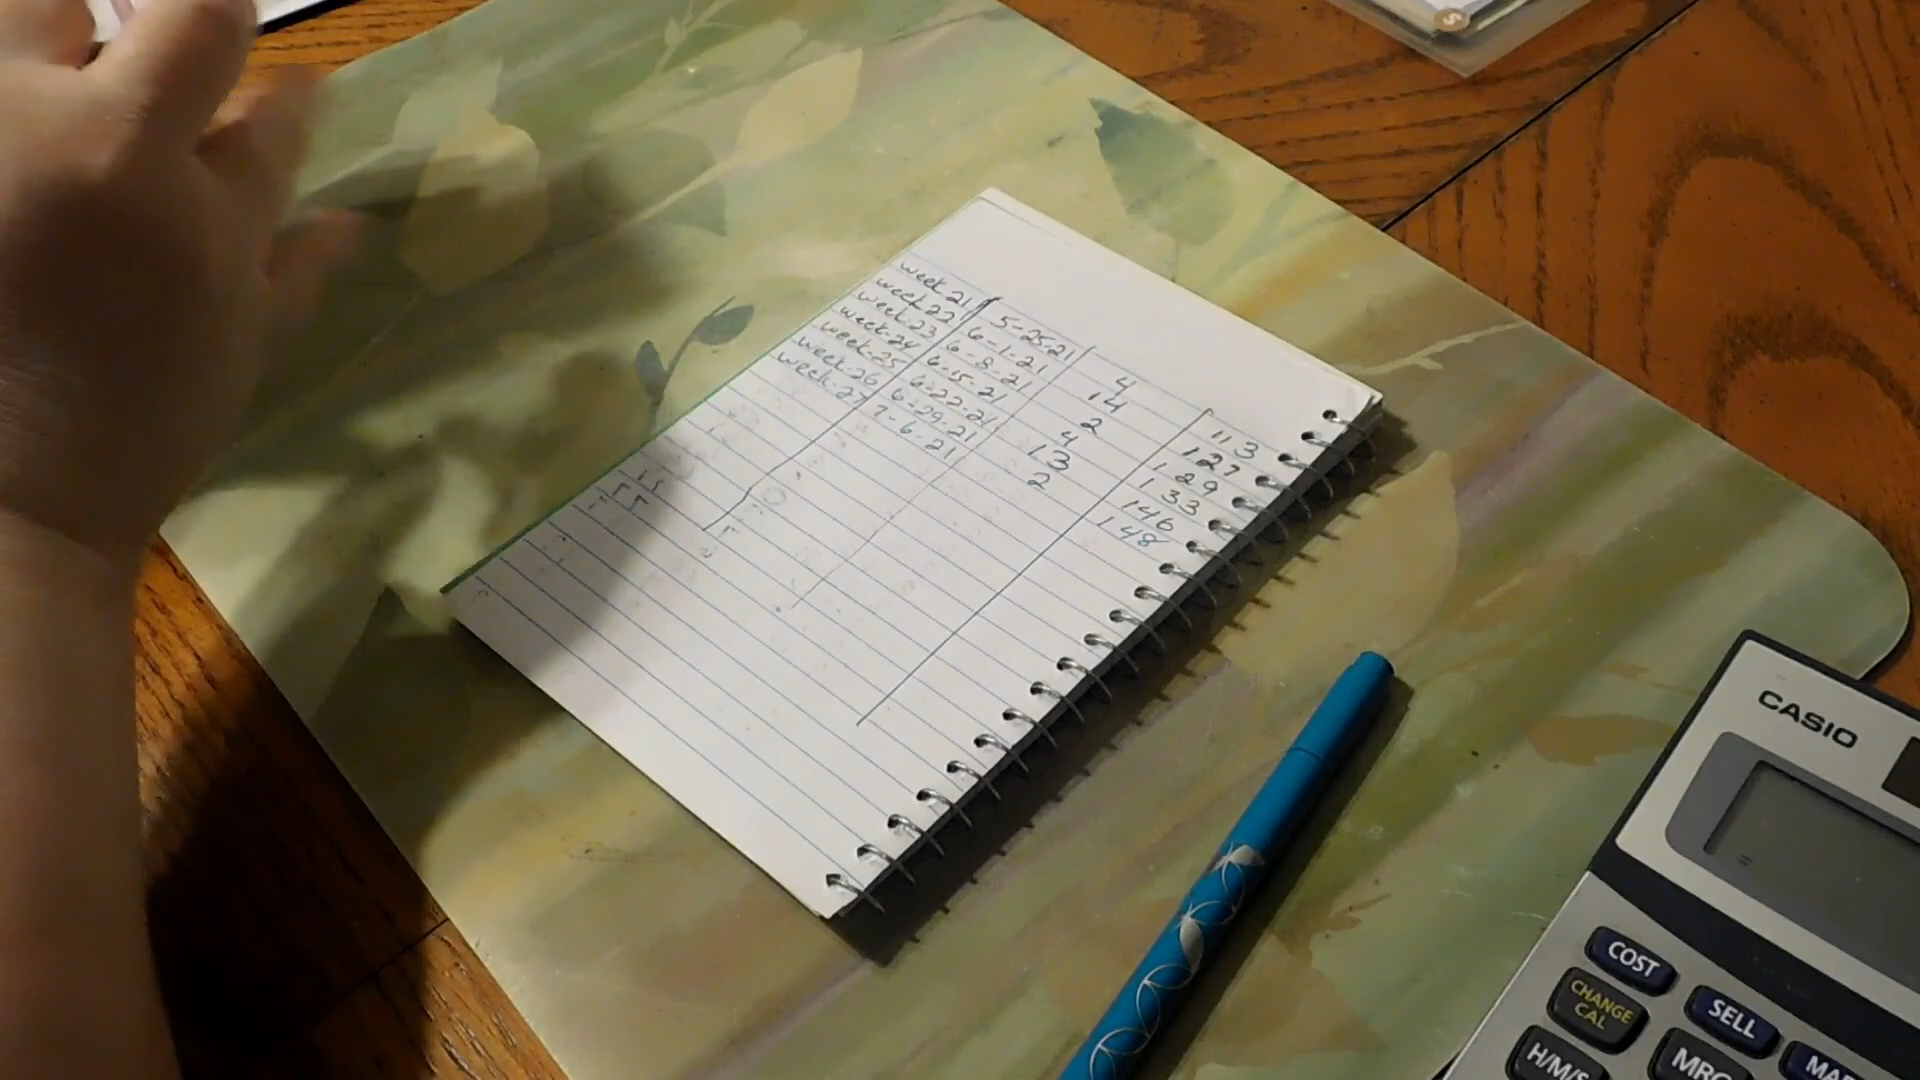 week 21 5-25-21 4 113
week 22 6-1-21 14 127
week 23 6-8-21 2 129
week 24 6-15-21 4 133
week 25 6-22-21 13 146
week 26 6-29-21 2 148
week 27 7-6-21
CASIO
COST
CHANGE CAL
SELL
H/M/S